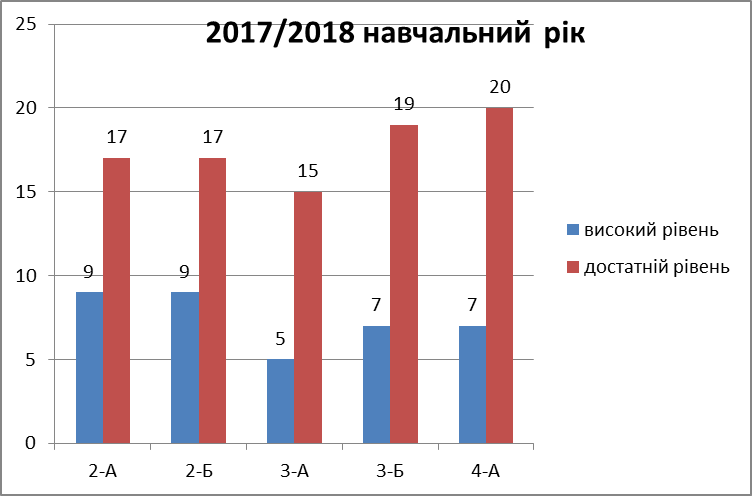 2017/2018 навчальний рік
25
20
15
10
5
0
17
17
15
19
20
9
9
5
7
7
2-А
2-Б
3-А
3-Б
4-А
високий рівень
достатній рівень